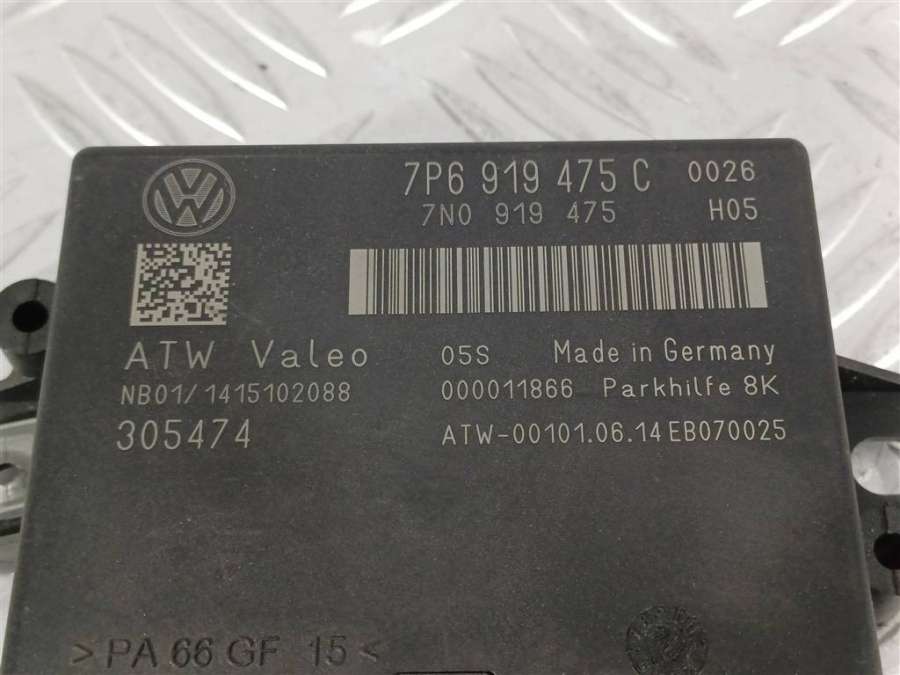 7P6 919 475 C 0026
7N0 919 475 H05
ATW Valeo 05S Made in Germany
NB01/1415102088 000011866 Parkhilfe 8K
305474 ATW-00101.06.14EB070025
>PA 66 GF 15<